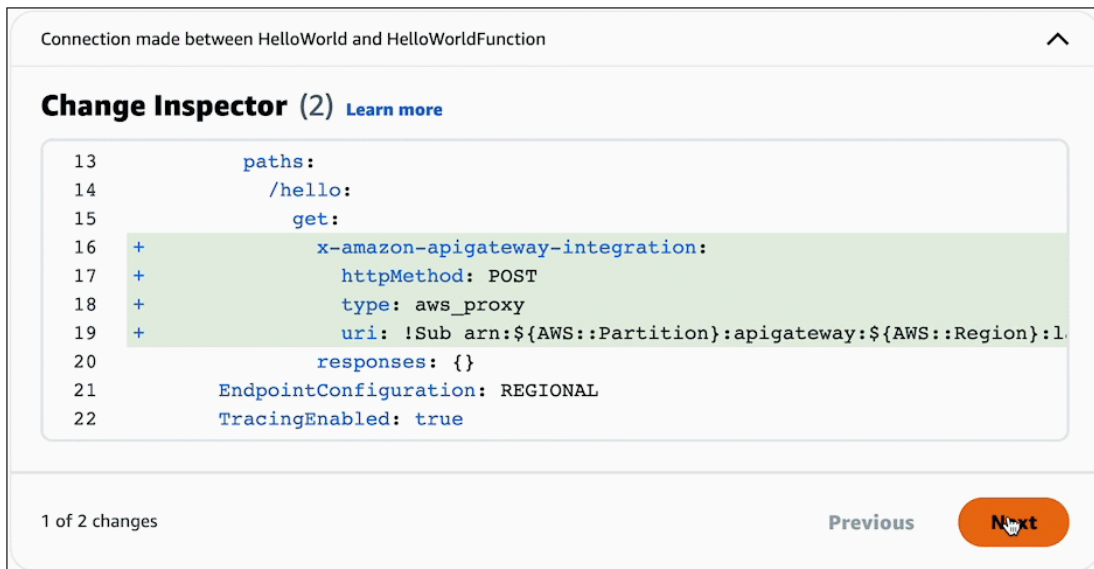 Connection made between HelloWorld and HelloWorldFunction
Change Inspector (2) Learn more
13 paths:
14 /hello:
15 get:
16 + x-amazon-apigateway-integration:
17 + httpMethod: POST
18 + type: aws_proxy
19 + uri: !Sub arn:${AWS::Partition}:apigateway:${AWS::Region}:l
20 responses: {}
21 EndpointConfiguration: REGIONAL
22 TracingEnabled: true
1 of 2 changes Previous Next